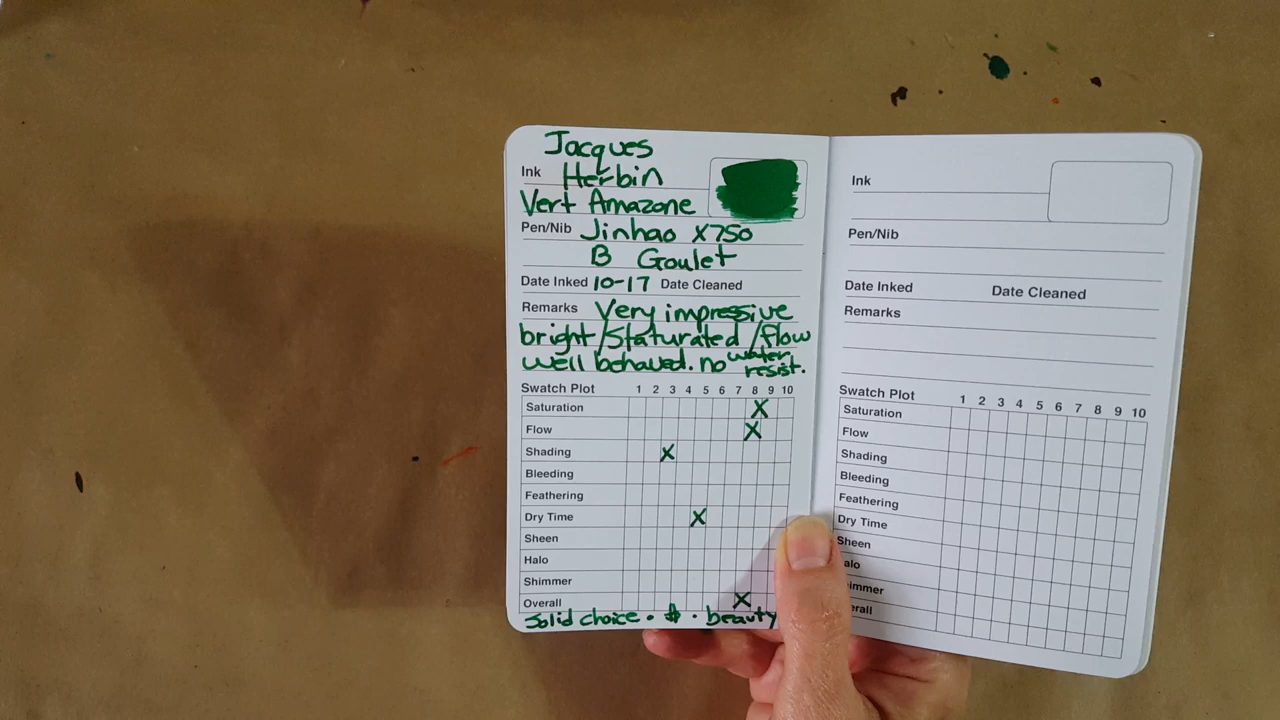 Jacques
Ink Herbin
Vert Amazone
Pen/Nib Jinhao X750
B Goulet
Date Inked 10-17 Date Cleaned
Remarks Very impressive
bright/Staturated/flow
well behaved. no water resist.
Swatch Plot 1 2 3 4 5 6 7 8 9 10
Saturation X
Flow X
Shading X
Bleeding
Feathering
Dry Time X
Sheen
Halo
Shimmer
Overall X
Solid choice. $. beauty
Ink
Pen/Nib
Date Inked Date Cleaned
Remarks
Swatch Plot 1 2 3 4 5 6 7 8 9 10
Saturation
Flow
Shading
Bleeding
Feathering
Dry Time
Sheen
alo
immer
erall